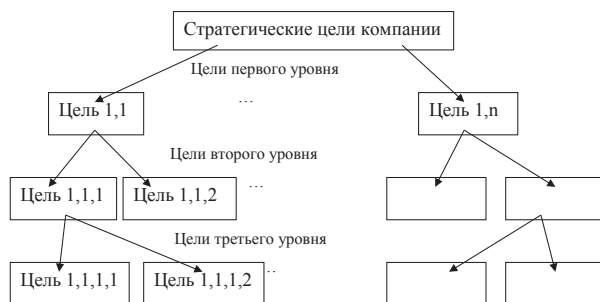 Стратегические цели компании
Цели первого уровня
Цель 1,1
…
Цель 1,n
Цели второго уровня
Цель 1,1,1
Цель 1,1,2
…
Цели третьего уровня
Цель 1,1,1,1
Цель 1,1,1,2
..